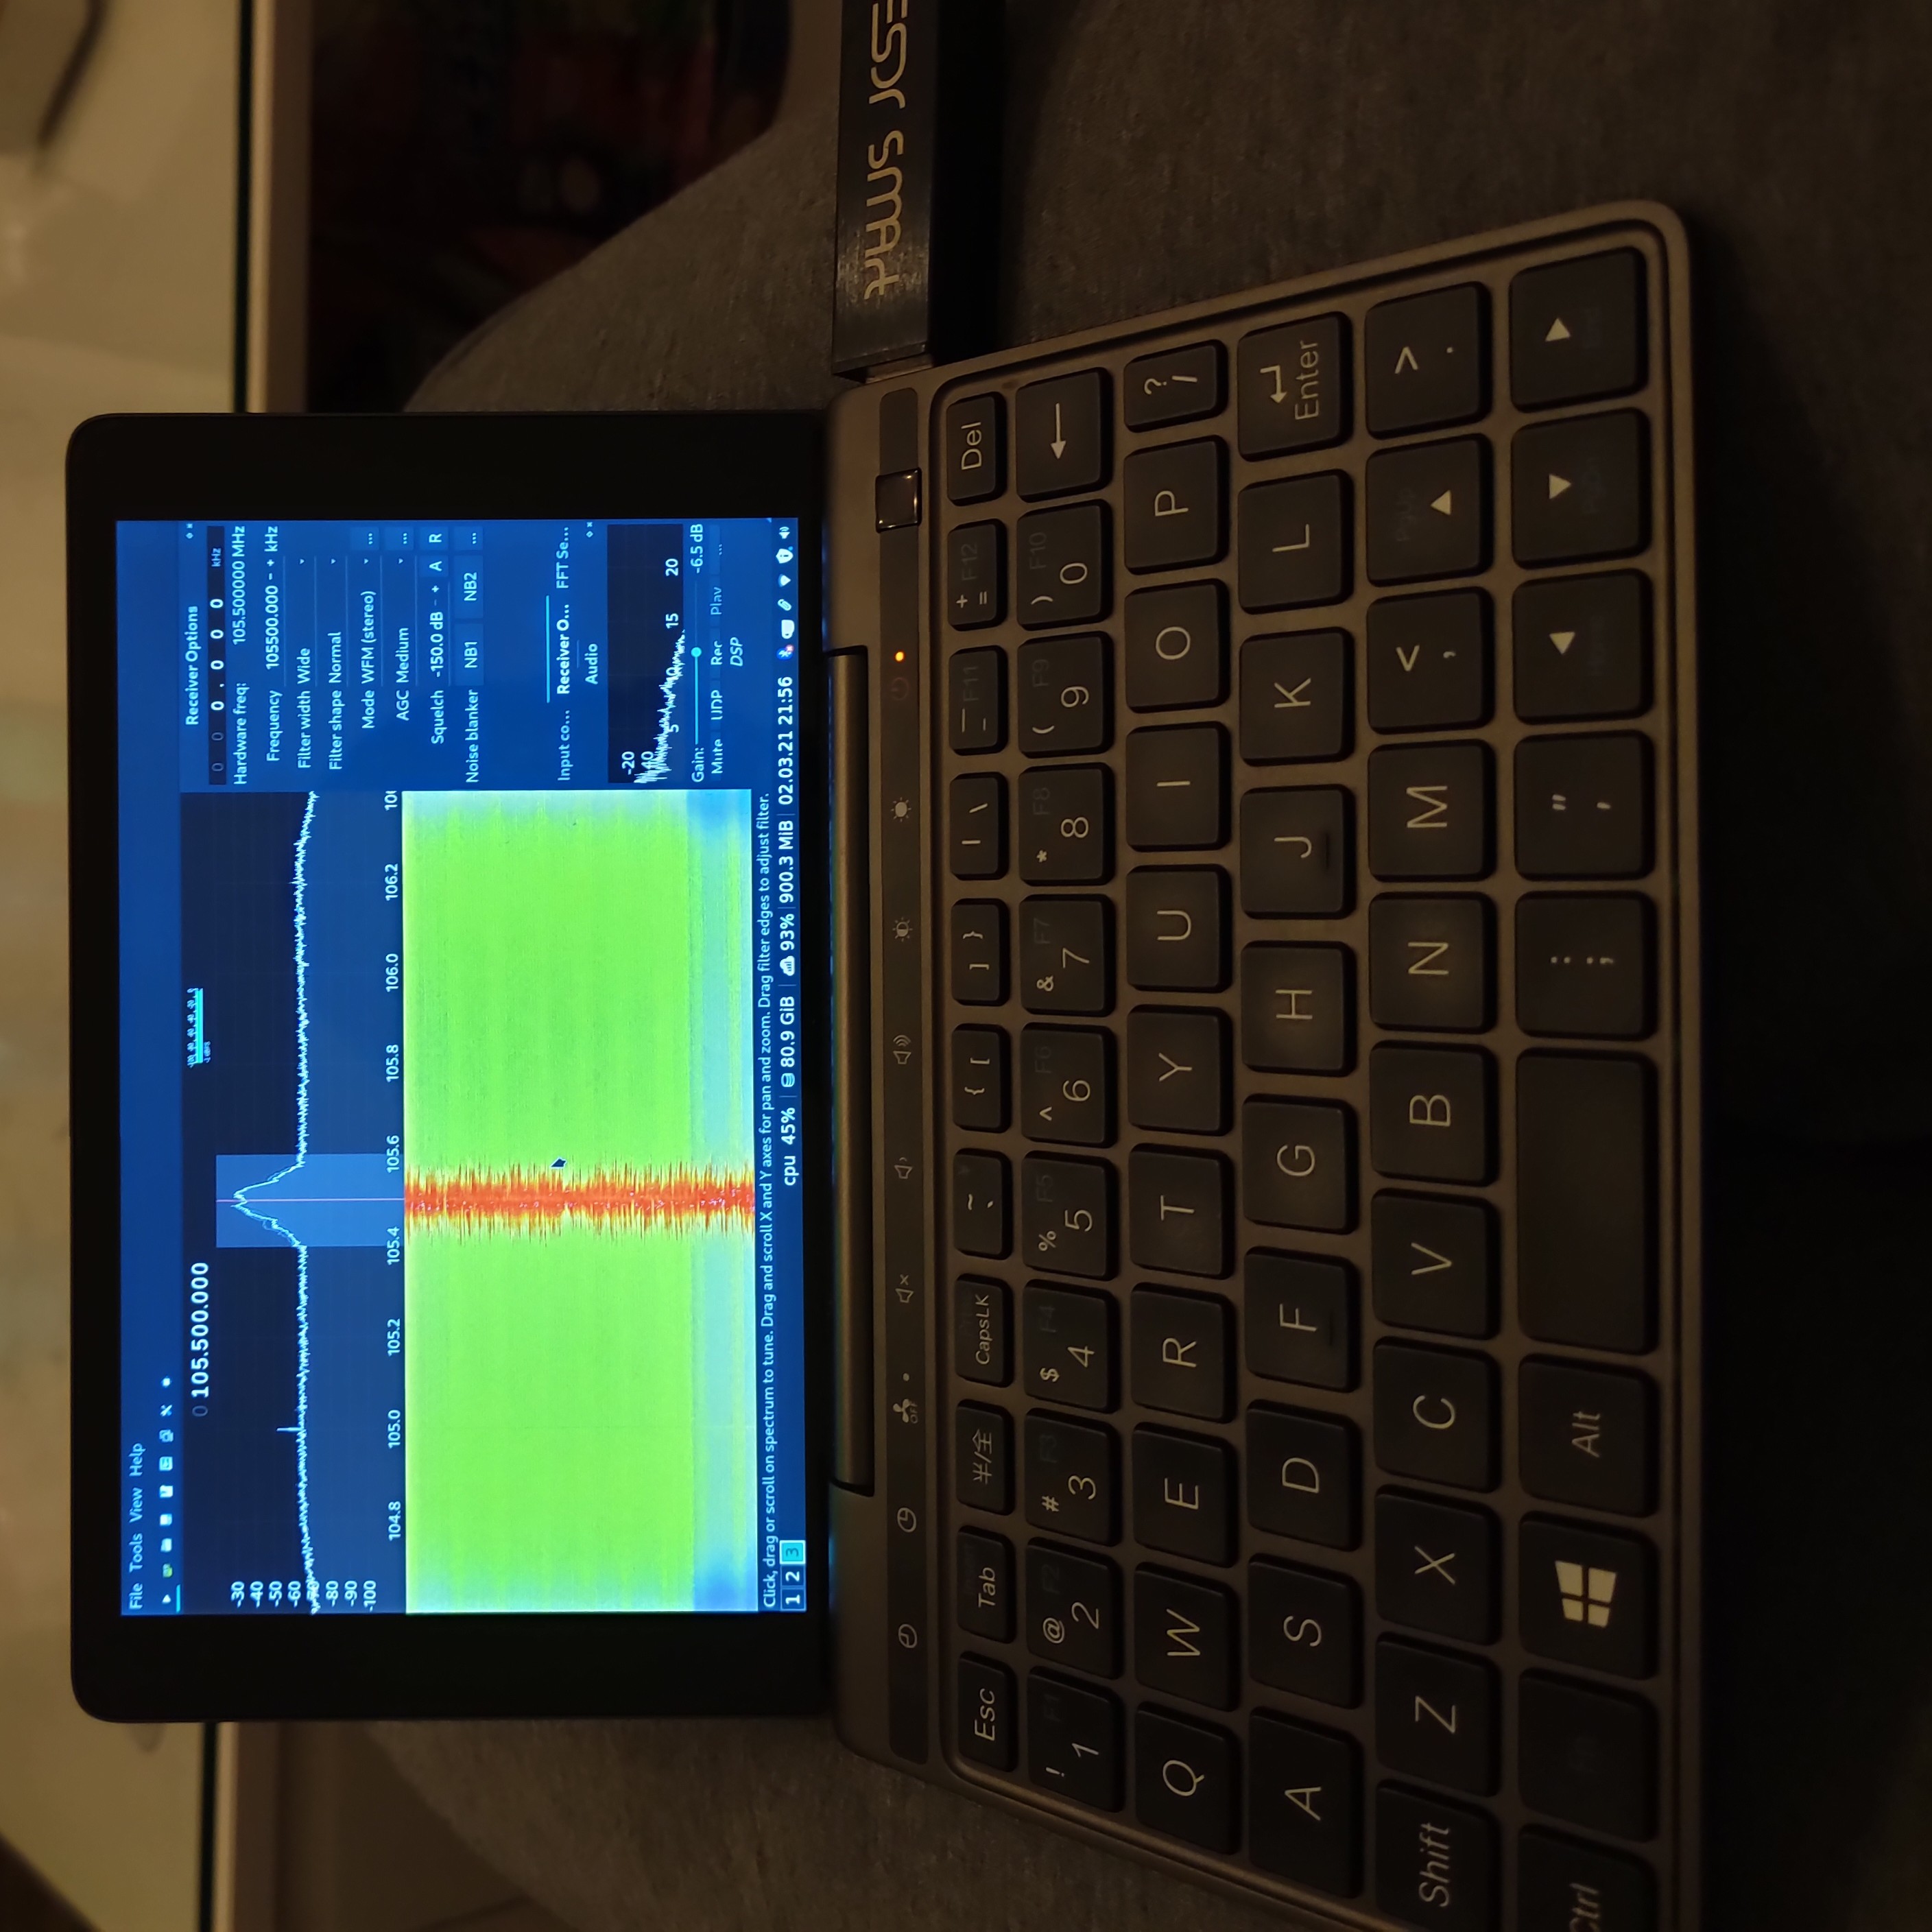 File Tools View Help
0 105.500.000
-30
-40
-50
-60
-70
-80
-90
-100
104.8 105.0 105.2 105.4 105.6 105.8 106.0 106.2
Receiver Options
0 0 0.000 kHz
Hardware freq: 105.500000 MHz
Frequency 105500.000 - + kHz
Filter width Wide
Filter shape Normal
Mode WFM (stereo) ...
AGC Medium ...
Squelch -150.0 dB - + A R
Noise blanker NB1 NB2 ...
Input co... Receiver O... FFT Se...
Audio
-20
-40
5 10 15 20
Gain: -6.5 dB
Mute UDP Rec Play ...
DSP
Click, drag or scroll on spectrum to tune. Drag and scroll X and Y axes for pan and zoom. Drag filter edges to adjust filter.
1 2 3 cpu 45% 80.9 GiB 93% 900.3 MiB 02.03.21 21:56
OFF
Esc Tab 半/全 CapsLK ~ ` { [ ] } | \ — - F11 + = F12 Del
! 1 F1 @ 2 F2 # 3 F3 $ 4 F4 % 5 F5 ^ 6 F6 & 7 F7 * 8 F8 ( 9 F9 ) 0 F10 ←
Q W E R T Y U I O P ? /
A S D F G H J K L Enter
Shift Z X C V B N M < , PgUp ▲ > .
Ctrl Fn Alt : ; " ' ◀ ▼ ▶
SMAR